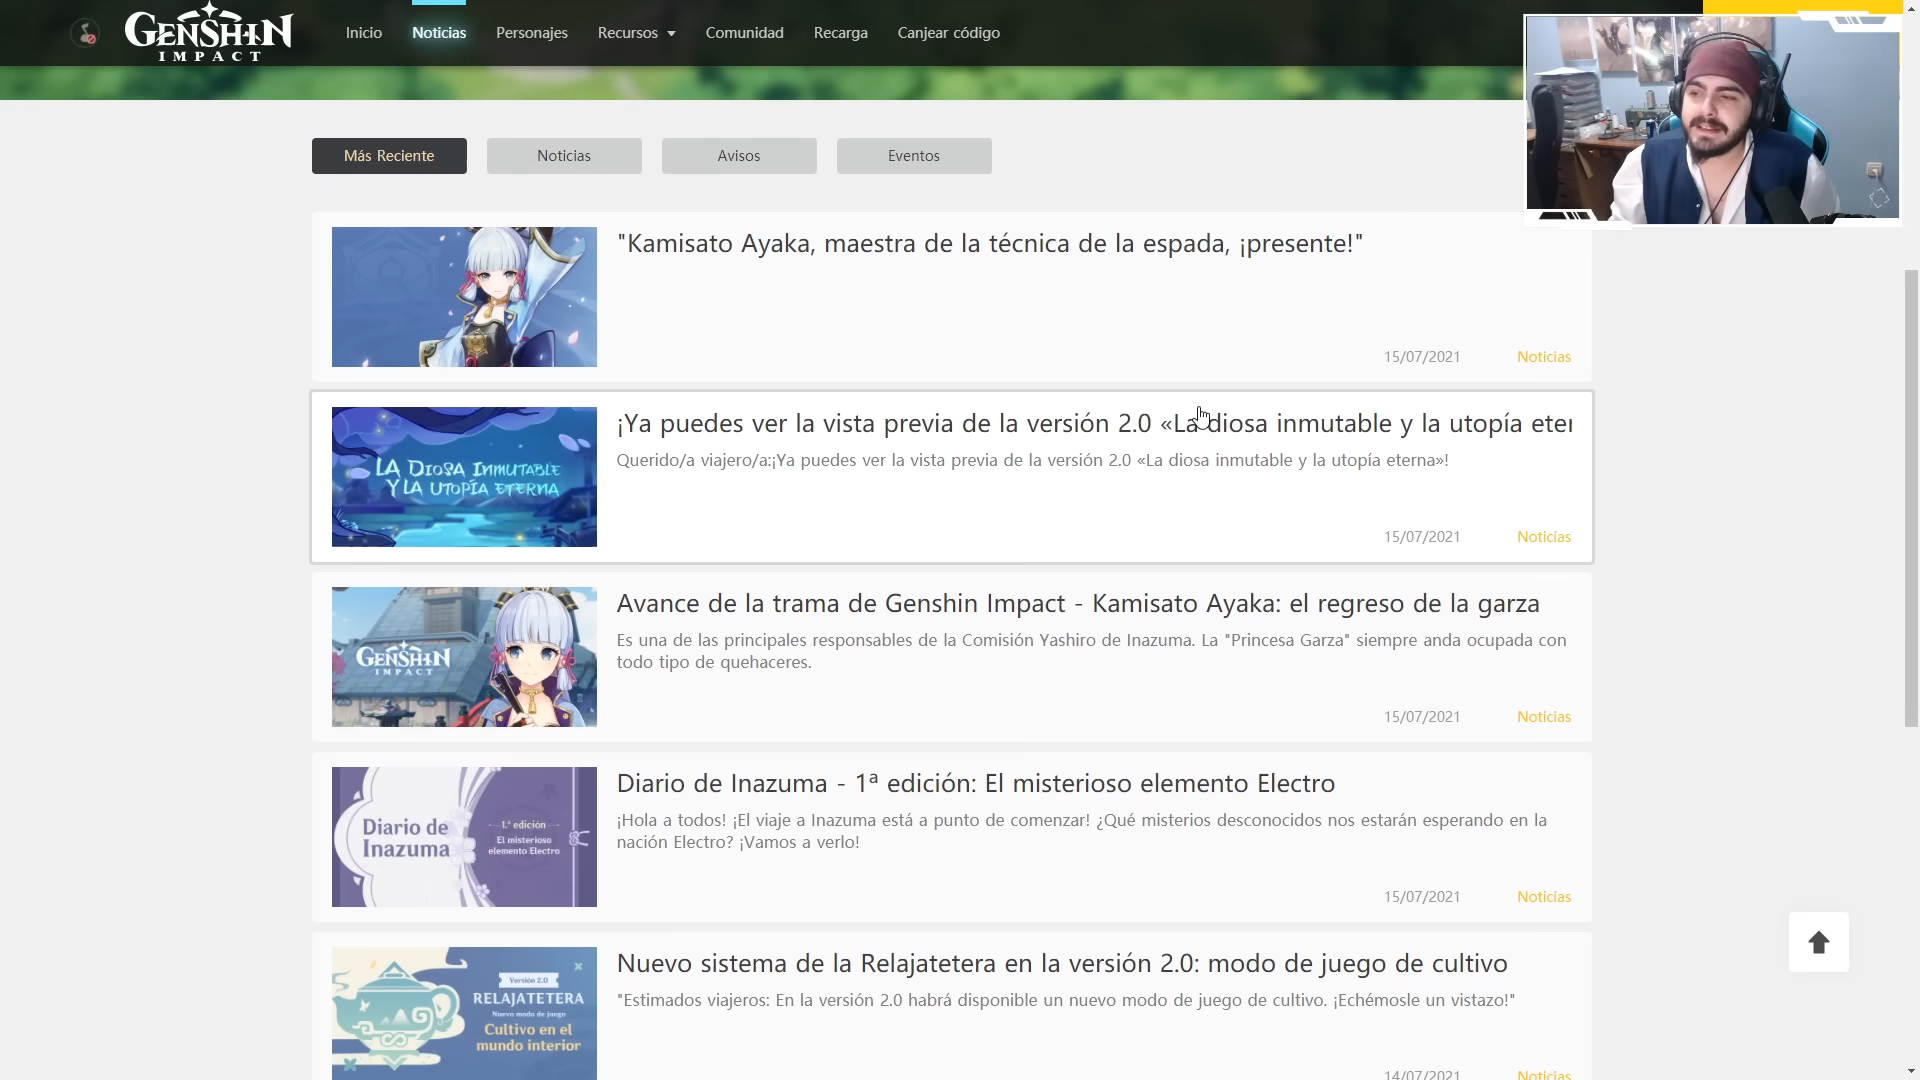 GENSHIN
IMPACT
Inicio
Noticias
Personajes
Recursos
Comunidad
Recarga
Canjear código
Más Reciente
Noticias
Avisos
Eventos
"Kamisato Ayaka, maestra de la técnica de la espada, ¡presente!"
15/07/2021
Noticias
LA DIOSA INMUTABLE
Y LA UTOPÍA ETERNA
¡Ya puedes ver la vista previa de la versión 2.0 «La diosa inmutable y la utopía eter
Querido/a viajero/a:¡Ya puedes ver la vista previa de la versión 2.0 «La diosa inmutable y la utopía eterna»!
15/07/2021
Noticias
GENSHIN
IMPACT
Avance de la trama de Genshin Impact - Kamisato Ayaka: el regreso de la garza
Es una de las principales responsables de la Comisión Yashiro de Inazuma. La "Princesa Garza" siempre anda ocupada con
todo tipo de quehaceres.
15/07/2021
Noticias
Diario de
Inazuma
1.ª edición
El misterioso
elemento Electro
Diario de Inazuma - 1ª edición: El misterioso elemento Electro
¡Hola a todos! ¡El viaje a Inazuma está a punto de comenzar! ¿Qué misterios desconocidos nos estarán esperando en la
nación Electro? ¡Vamos a verlo!
15/07/2021
Noticias
Versión 2.0
RELAJATETERA
Nuevo modo de juego
Cultivo en el
mundo interior
Nuevo sistema de la Relajatetera en la versión 2.0: modo de juego de cultivo
"Estimados viajeros: En la versión 2.0 habrá disponible un nuevo modo de juego de cultivo. ¡Echémosle un vistazo!"
14/07/2021
Noticias